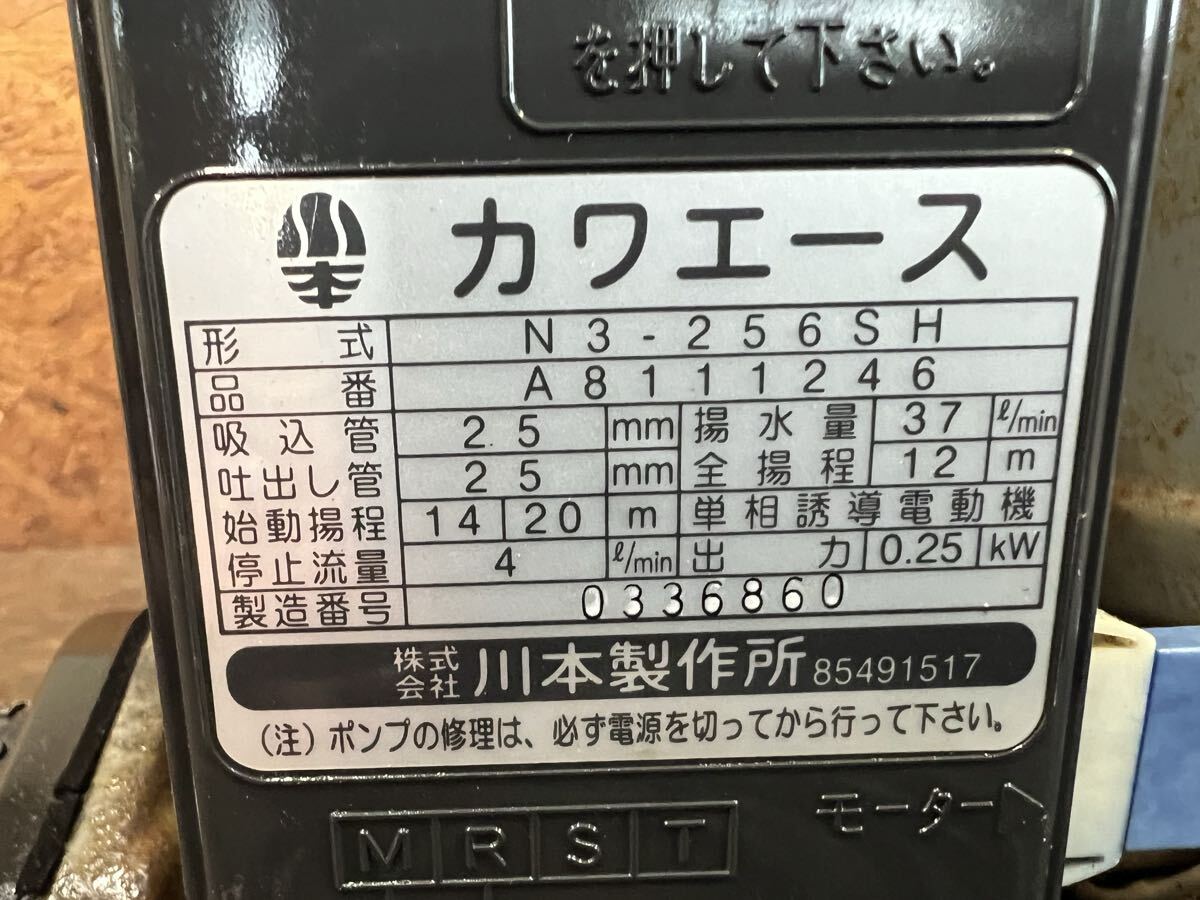 を押して下さい。
本 カワエース
形式 N3-256SH
品番 A8111246
吸込管 25 mm 揚水量 37 ℓ/min
吐出し管 25 mm 全揚程 12 m
始動揚程 14 20 m 単相誘導電動機
停止流量 4 ℓ/min 出力 0.25 kW
製造番号 0336860
株式会社 川本製作所 85491517
（注）ポンプの修理は、必ず電源を切ってから行って下さい。
モーター
M R S T